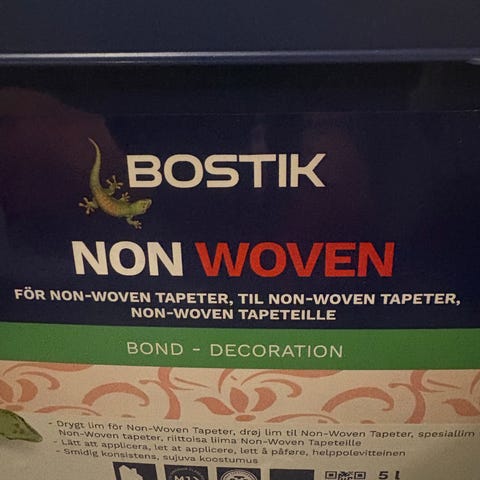 BOSTIK
NON WOVEN
FÖR NON-WOVEN TAPETER, TIL NON-WOVEN TAPETER,
NON-WOVEN TAPETEILLE
BOND - DECORATION
- Drygt lim för Non-Woven Tapeter, drøj lim til Non-Woven Tapeter, spesiallim
Non-Woven tapeter, riittoisa liima Non-Woven Tapeteille
- Lätt att applicera, let at applicere, lett å påføre, helppolevitteinen
- Smidig konsistens, sujuva koostumus
M1
5 l